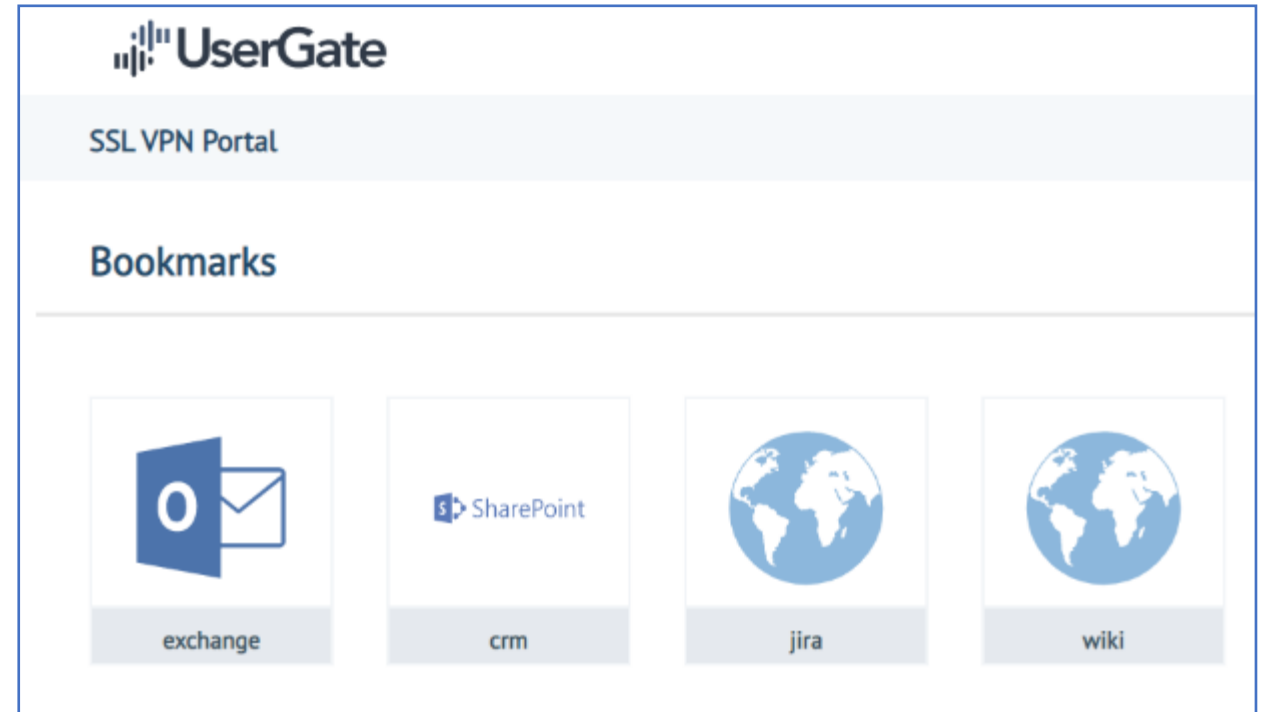 UserGate
SSL VPN Portal
Bookmarks
O
S SharePoint
exchange crm jira wiki